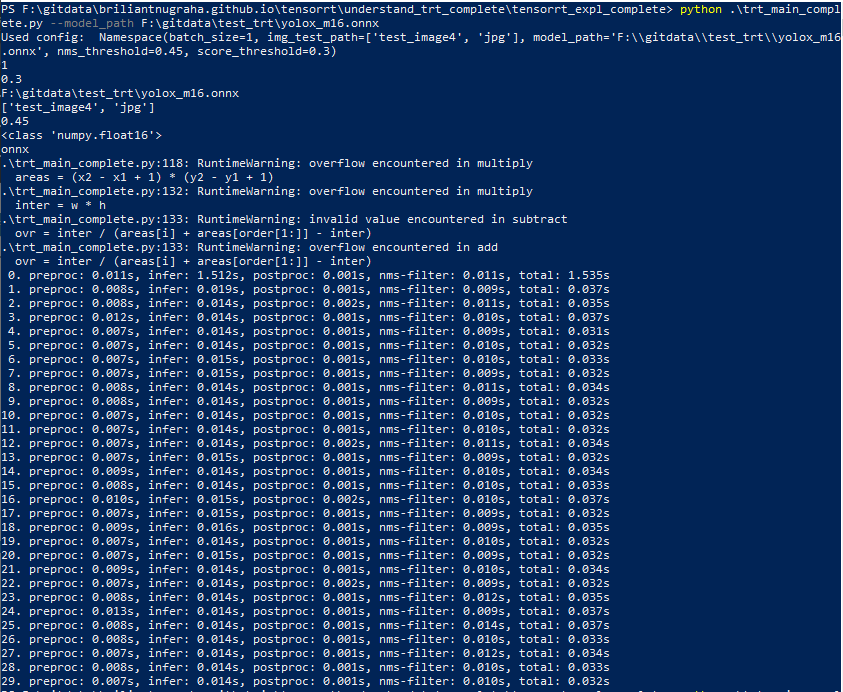 PS F:\gitdata\briliantnugraha.github.io\tensorrt\understand_trt_complete\tensorrt_expl_complete> python .\trt_main_compl
ete.py --model_path F:\gitdata\test_trt\yolox_m16.onnx
Used config:  Namespace(batch_size=1, img_test_path=['test_image4', 'jpg'], model_path='F:\\gitdata\\test_trt\\yolox_m16
.onnx', nms_threshold=0.45, score_threshold=0.3)
1
0.3
F:\gitdata\test_trt\yolox_m16.onnx
['test_image4', 'jpg']
0.45
<class 'numpy.float16'>
onnx
.\trt_main_complete.py:118: RuntimeWarning: overflow encountered in multiply
  areas = (x2 - x1 + 1) * (y2 - y1 + 1)
.\trt_main_complete.py:132: RuntimeWarning: overflow encountered in multiply
  inter = w * h
.\trt_main_complete.py:133: RuntimeWarning: invalid value encountered in subtract
  ovr = inter / (areas[i] + areas[order[1:]] - inter)
.\trt_main_complete.py:133: RuntimeWarning: overflow encountered in add
  ovr = inter / (areas[i] + areas[order[1:]] - inter)
 0. preproc: 0.011s, infer: 1.512s, postproc: 0.001s, nms-filter: 0.011s, total: 1.535s
 1. preproc: 0.008s, infer: 0.019s, postproc: 0.001s, nms-filter: 0.009s, total: 0.037s
 2. preproc: 0.008s, infer: 0.014s, postproc: 0.002s, nms-filter: 0.011s, total: 0.035s
 3. preproc: 0.012s, infer: 0.014s, postproc: 0.001s, nms-filter: 0.010s, total: 0.037s
 4. preproc: 0.007s, infer: 0.014s, postproc: 0.001s, nms-filter: 0.009s, total: 0.031s
 5. preproc: 0.007s, infer: 0.014s, postproc: 0.001s, nms-filter: 0.010s, total: 0.032s
 6. preproc: 0.007s, infer: 0.015s, postproc: 0.001s, nms-filter: 0.010s, total: 0.033s
 7. preproc: 0.007s, infer: 0.015s, postproc: 0.001s, nms-filter: 0.009s, total: 0.032s
 8. preproc: 0.008s, infer: 0.014s, postproc: 0.001s, nms-filter: 0.011s, total: 0.034s
 9. preproc: 0.008s, infer: 0.014s, postproc: 0.001s, nms-filter: 0.009s, total: 0.032s
10. preproc: 0.007s, infer: 0.014s, postproc: 0.001s, nms-filter: 0.010s, total: 0.032s
11. preproc: 0.007s, infer: 0.014s, postproc: 0.001s, nms-filter: 0.010s, total: 0.032s
12. preproc: 0.007s, infer: 0.014s, postproc: 0.002s, nms-filter: 0.011s, total: 0.034s
13. preproc: 0.007s, infer: 0.015s, postproc: 0.001s, nms-filter: 0.009s, total: 0.032s
14. preproc: 0.009s, infer: 0.014s, postproc: 0.001s, nms-filter: 0.010s, total: 0.034s
15. preproc: 0.008s, infer: 0.014s, postproc: 0.001s, nms-filter: 0.010s, total: 0.033s
16. preproc: 0.010s, infer: 0.015s, postproc: 0.002s, nms-filter: 0.010s, total: 0.037s
17. preproc: 0.007s, infer: 0.015s, postproc: 0.001s, nms-filter: 0.009s, total: 0.032s
18. preproc: 0.009s, infer: 0.016s, postproc: 0.001s, nms-filter: 0.009s, total: 0.035s
19. preproc: 0.007s, infer: 0.014s, postproc: 0.001s, nms-filter: 0.010s, total: 0.032s
20. preproc: 0.007s, infer: 0.015s, postproc: 0.001s, nms-filter: 0.009s, total: 0.032s
21. preproc: 0.009s, infer: 0.014s, postproc: 0.001s, nms-filter: 0.010s, total: 0.034s
22. preproc: 0.007s, infer: 0.014s, postproc: 0.002s, nms-filter: 0.009s, total: 0.032s
23. preproc: 0.008s, infer: 0.014s, postproc: 0.001s, nms-filter: 0.012s, total: 0.035s
24. preproc: 0.013s, infer: 0.014s, postproc: 0.001s, nms-filter: 0.009s, total: 0.037s
25. preproc: 0.008s, infer: 0.014s, postproc: 0.001s, nms-filter: 0.014s, total: 0.037s
26. preproc: 0.008s, infer: 0.014s, postproc: 0.001s, nms-filter: 0.010s, total: 0.033s
27. preproc: 0.007s, infer: 0.014s, postproc: 0.001s, nms-filter: 0.012s, total: 0.034s
28. preproc: 0.008s, infer: 0.014s, postproc: 0.001s, nms-filter: 0.010s, total: 0.033s
29. preproc: 0.007s, infer: 0.014s, postproc: 0.001s, nms-filter: 0.010s, total: 0.032s